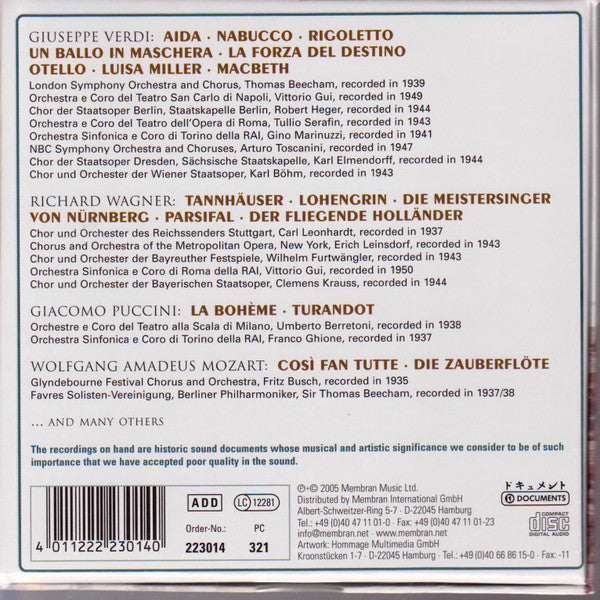 GIUSEPPE VERDI: AIDA · NABUCCO · RIGOLETTO
UN BALLO IN MASCHERA · LA FORZA DEL DESTINO
OTELLO · LUISA MILLER · MACBETH
London Symphony Orchestra and Chorus, Thomas Beecham, recorded in 1939
Orchestra e Coro del Teatro San Carlo di Napoli, Vittorio Gui, recorded in 1949
Chor der Staatsoper Berlin, Staatskapelle Berlin, Robert Heger, recorded in 1944
Orchestra e Coro del Teatro dell'Opera di Roma, Tullio Serafin, recorded in 1943
Orchestra Sinfonica e Coro di Torino della RAI, Gino Marinuzzi, recorded in 1941
NBC Symphony Orchestra and Choruses, Arturo Toscanini, recorded in 1947
Chor der Staatsoper Dresden, Sächsische Staatskapelle, Karl Elmendorff, recorded in 1944
Chor und Orchester der Wiener Staatsoper, Karl Böhm, recorded in 1943
RICHARD WAGNER: TANNHÄUSER · LOHENGRIN · DIE MEISTERSINGER
VON NÜRNBERG · PARSIFAL · DER FLIEGENDE HOLLÄNDER
Chor und Orchester des Reichssenders Stuttgart, Carl Leonhardt, recorded in 1937
Chorus and Orchestra of the Metropolitan Opera, New York, Erich Leinsdorf, recorded in 1943
Chor und Orchester der Bayreuther Festspiele, Wilhelm Furtwängler, recorded in 1943
Orchestra Sinfonica e Coro di Roma della RAI, Vittorio Gui, recorded in 1950
Chor und Orchester der Bayerischen Staatsoper, Clemens Krauss, recorded in 1944
GIACOMO PUCCINI: LA BOHÈME · TURANDOT
Orchestre e Coro del Teatro alla Scala di Milano, Umberto Berretoni, recorded in 1938
Orchestra Sinfonica e Coro di Torino della RAI, Franco Ghione, recorded in 1937
WOLFGANG AMADEUS MOZART: COSÌ FAN TUTTE · DIE ZAUBERFLÖTE
Glyndebourne Festival Chorus and Orchestra, Fritz Busch, recorded in 1935
Favres Solisten-Vereinigung, Berliner Philharmoniker, Sir Thomas Beecham, recorded in 1937/38
... AND MANY OTHERS
The recordings on hand are historic sound documents whose musical and artistic significance we consider to be of such
importance that we have accepted poor quality in the sound.
4 011222 230140
ADD
LC 12281
Order-No.: PC
223014 321
℗+© 2005 Membran Music Ltd.
Distributed by Membran International GmbH
Albert-Schweitzer-Ring 5-7 · D-22045 Hamburg
Tel.: +49 (0)40 47 11 01-0 · Fax: +49 (0)40 47 11 01-23
info@membran.net · www.membran.net
Artwork: Hommage Multimedia GmbH
Kroonstücken 1-7 · D-22045 Hamburg · Tel.: +49 (0)40 66 86 15-0 · Fax: -11
ドキュメント
DOCUMENTS
COMPACT
disc
DIGITAL AUDIO